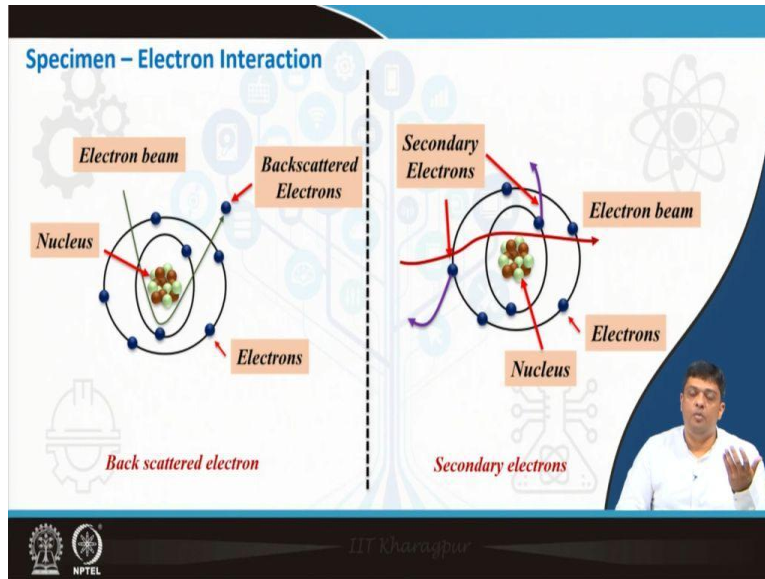 Specimen – Electron Interaction
Electron beam
Backscattered
Electrons
Nucleus
Electrons
Back scattered electron
Secondary
Electrons
Electron beam
Electrons
Nucleus
Secondary electrons
NPTEL
IIT Kharagpur